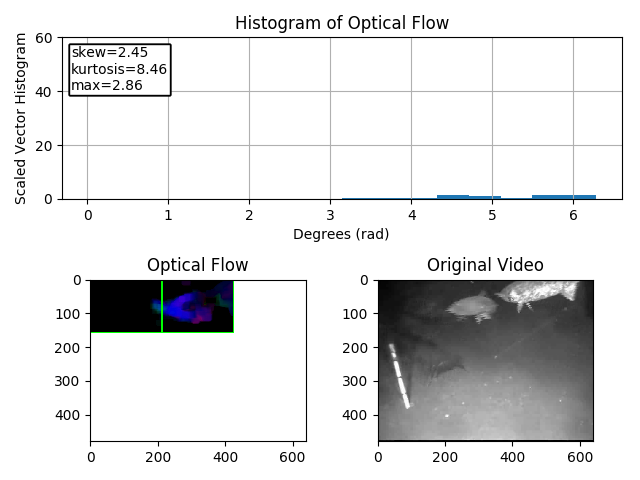 Histogram of Optical Flow
60
40
20
0
Scaled Vector Histogram
skew=2.45
kurtosis=8.46
max=2.86
0 1 2 3 4 5 6
Degrees (rad)
Optical Flow
0
100
200
300
400
0 200 400 600
Original Video
0
100
200
300
400
0 200 400 600